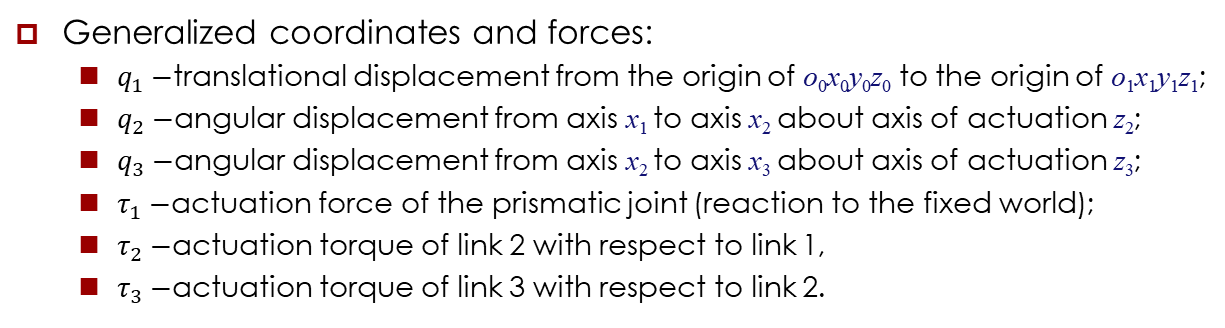 Generalized coordinates and forces:
q₁ –translational displacement from the origin of o₀x₀y₀z₀ to the origin of o₁x₁y₁z₁;
q₂ –angular displacement from axis x₁ to axis x₂ about axis of actuation z₂;
q₃ –angular displacement from axis x₂ to axis x₃ about axis of actuation z₃;
τ₁ –actuation force of the prismatic joint (reaction to the fixed world);
τ₂ –actuation torque of link 2 with respect to link 1,
τ₃ –actuation torque of link 3 with respect to link 2.